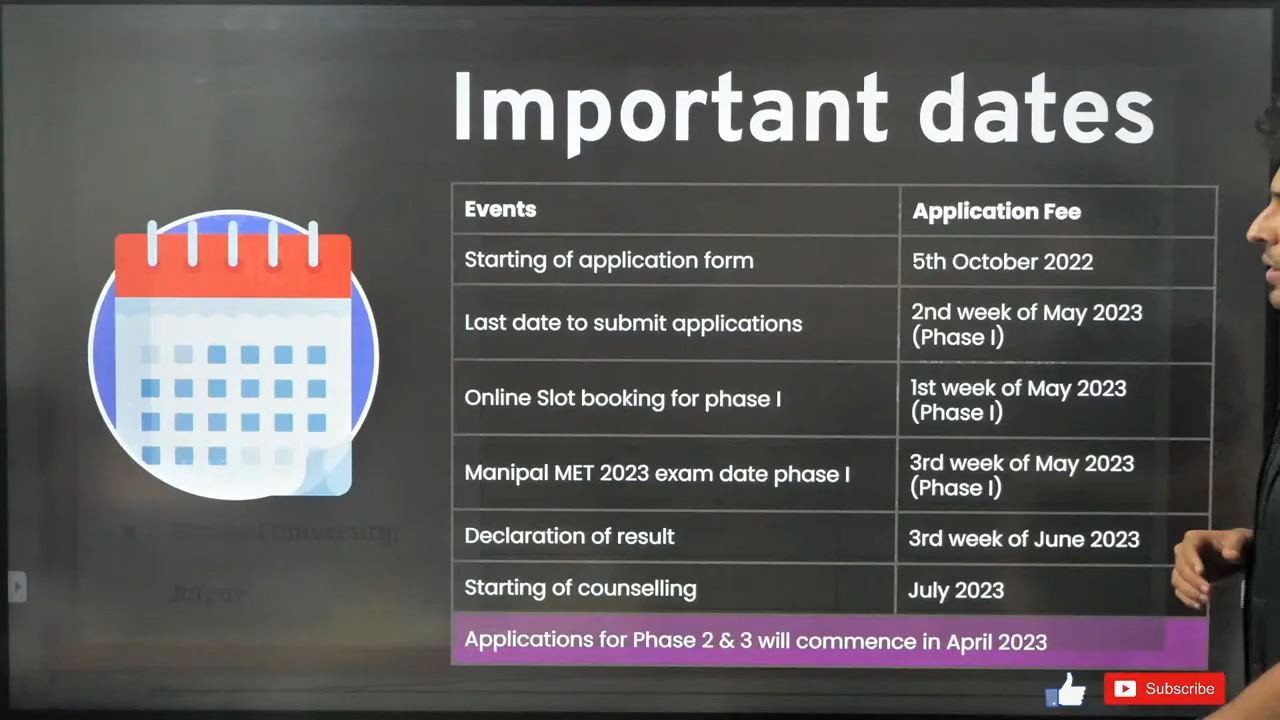 Important dates
Events
Application Fee
Starting of application form
5th October 2022
Last date to submit applications
2nd week of May 2023
(Phase I)
Online Slot booking for phase I
1st week of May 2023
(Phase I)
Manipal MET 2023 exam date phase I
3rd week of May 2023
(Phase I)
Declaration of result
3rd week of June 2023
Starting of counselling
July 2023
Applications for Phase 2 & 3 will commence in April 2023
Subscribe